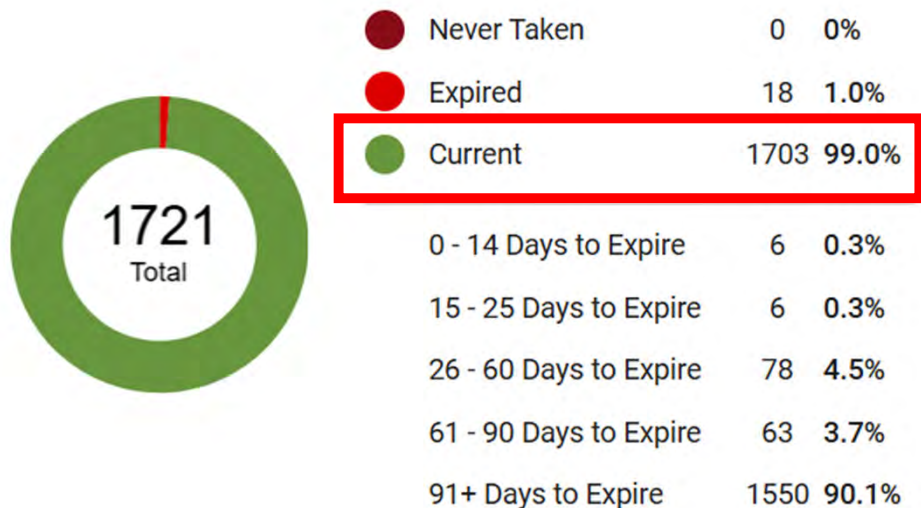 1721
Total
Never Taken 0 0%
Expired 18 1.0%
Current 1703 99.0%
0 - 14 Days to Expire 6 0.3%
15 - 25 Days to Expire 6 0.3%
26 - 60 Days to Expire 78 4.5%
61 - 90 Days to Expire 63 3.7%
91+ Days to Expire 1550 90.1%